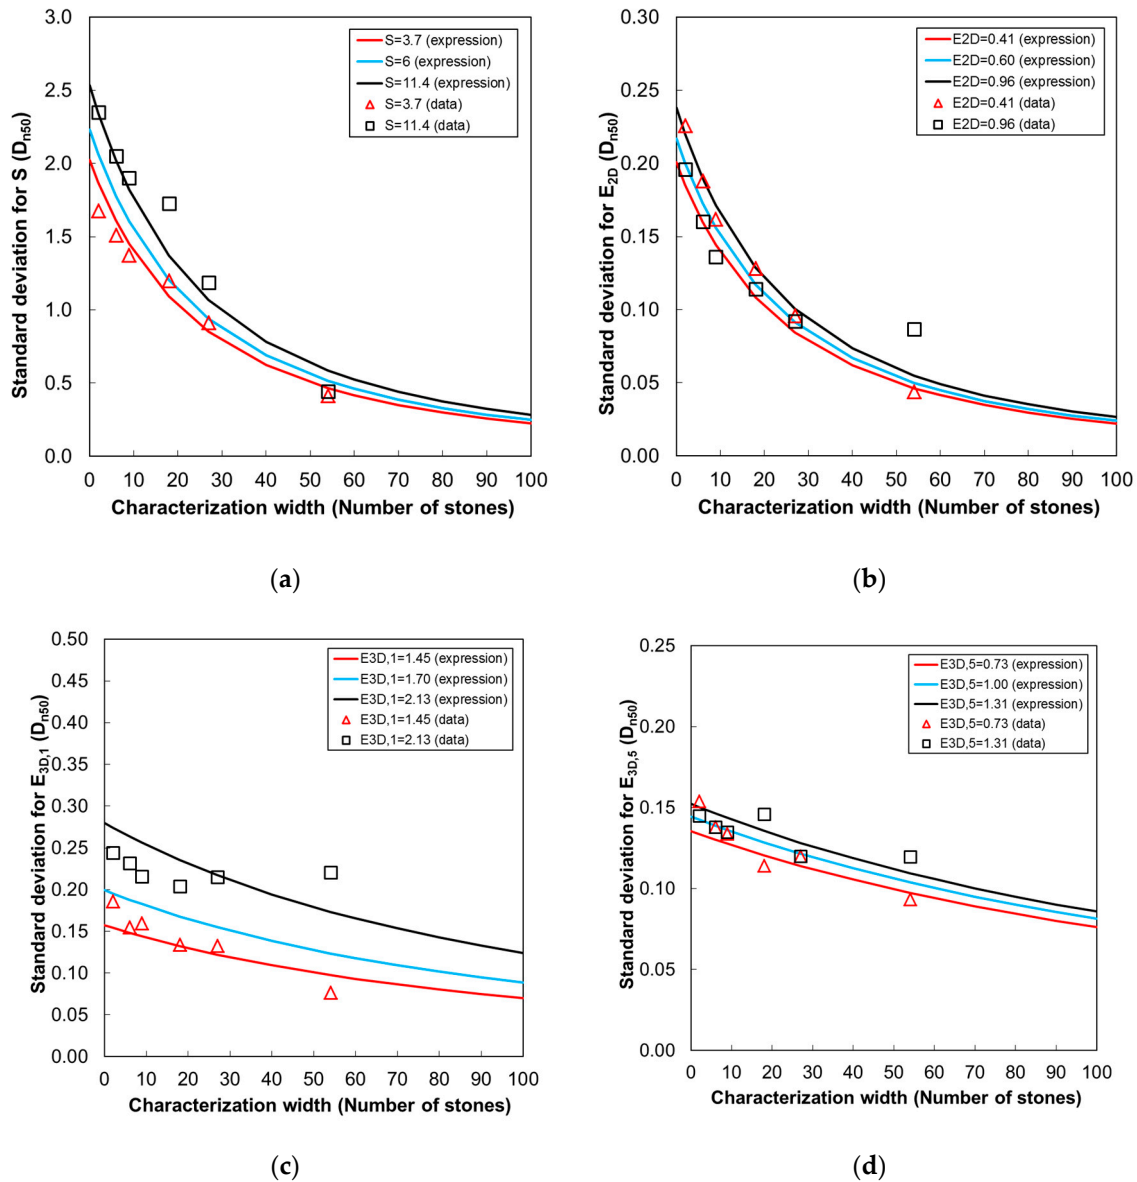 3.0
2.5
2.0
1.5
1.0
0.5
0.0
Standard deviation for S (Dn50)
S=3.7 (expression)
S=6 (expression)
S=11.4 (expression)
S=3.7 (data)
S=11.4 (data)
0 10 20 30 40 50 60 70 80 90 100
Characterization width (Number of stones)
(a)
0.30
0.25
0.20
0.15
0.10
0.05
0.00
Standard deviation for E2D (Dn50)
E2D=0.41 (expression)
E2D=0.60 (expression)
E2D=0.96 (expression)
E2D=0.41 (data)
E2D=0.96 (data)
0 10 20 30 40 50 60 70 80 90 100
Characterization width (Number of stones)
(b)
0.50
0.45
0.40
0.35
0.30
0.25
0.20
0.15
0.10
0.05
0.00
Standard deviation for E3D,1 (Dn50)
E3D,1=1.45 (expression)
E3D,1=1.70 (expression)
E3D,1=2.13 (expression)
E3D,1=1.45 (data)
E3D,1=2.13 (data)
0 10 20 30 40 50 60 70 80 90 100
Characterization width (Number of stones)
(c)
0.25
0.20
0.15
0.10
0.05
0.00
Standard deviation for E3D,5 (Dn50)
E3D,5=0.73 (expression)
E3D,5=1.00 (expression)
E3D,5=1.31 (expression)
E3D,5=0.73 (data)
E3D,5=1.31 (data)
0 10 20 30 40 50 60 70 80 90 100
Characterization width (Number of stones)
(d)